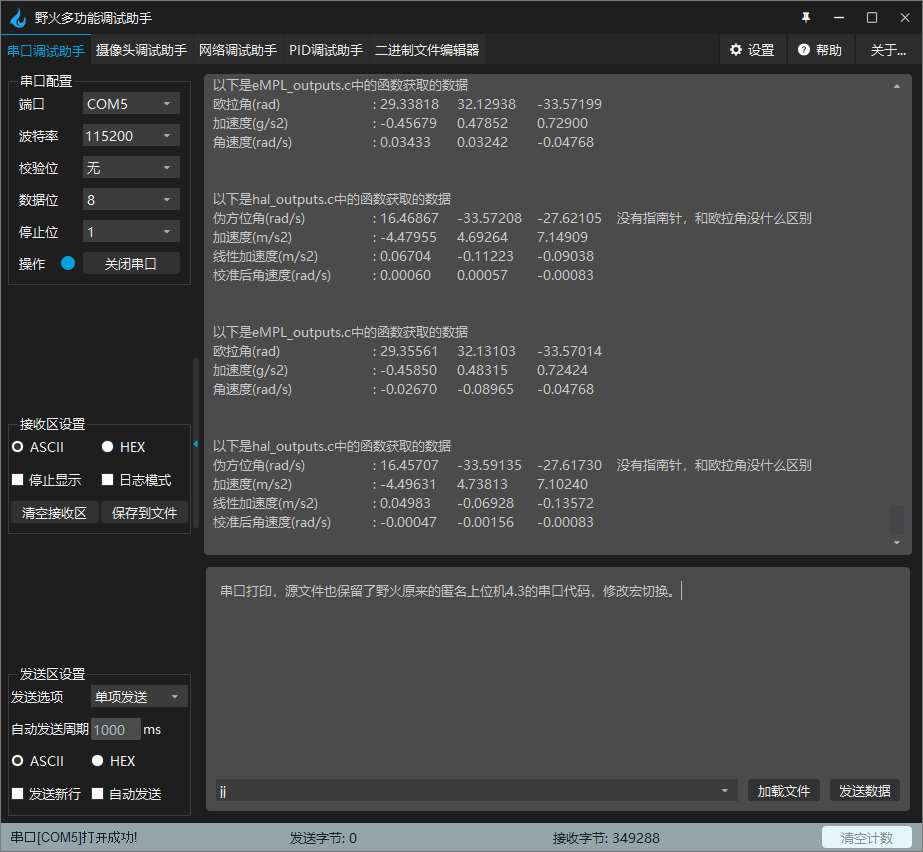 野火多功能调试助手
串口调试助手 摄像头调试助手 网络调试助手 PID调试助手 二进制文件编辑器 设置 帮助 关于...
串口配置
端口 COM5
波特率 115200
校验位 无
数据位 8
停止位 1
操作 关闭串口
接收区设置
ASCII HEX
停止显示 日志模式
清空接收区 保存到文件
发送区设置
发送选项 单项发送
自动发送周期 1000 ms
ASCII HEX
发送新行 自动发送
以下是eMPL_outputs.c中的函数获取的数据
欧拉角(rad) : 29.33818 32.12938 -33.57199
加速度(g/s2) : -0.45679 0.47852 0.72900
角速度(rad/s) : 0.03433 0.03242 -0.04768
以下是hal_outputs.c中的函数获取的数据
伪方位角(rad/s) : 16.46867 -33.57208 -27.62105 没有指南针，和欧拉角没什么区别
加速度(m/s2) : -4.47955 4.69264 7.14909
线性加速度(m/s2) : 0.06704 -0.11223 -0.09038
校准后角速度(rad/s) : 0.00060 0.00057 -0.00083
以下是eMPL_outputs.c中的函数获取的数据
欧拉角(rad) : 29.35561 32.13103 -33.57014
加速度(g/s2) : -0.45850 0.48315 0.72424
角速度(rad/s) : -0.02670 -0.08965 -0.04768
以下是hal_outputs.c中的函数获取的数据
伪方位角(rad/s) : 16.45707 -33.59135 -27.61730 没有指南针，和欧拉角没什么区别
加速度(m/s2) : -4.49631 4.73813 7.10240
线性加速度(m/s2) : 0.04983 -0.06928 -0.13572
校准后角速度(rad/s) : -0.00047 -0.00156 -0.00083
串口打印，源文件也保留了野火原来的匿名上位机4.3的串口代码，修改宏切换。
jj 加载文件 发送数据
串口[COM5]打开成功! 发送字节: 0 接收字节: 349288 清空计数